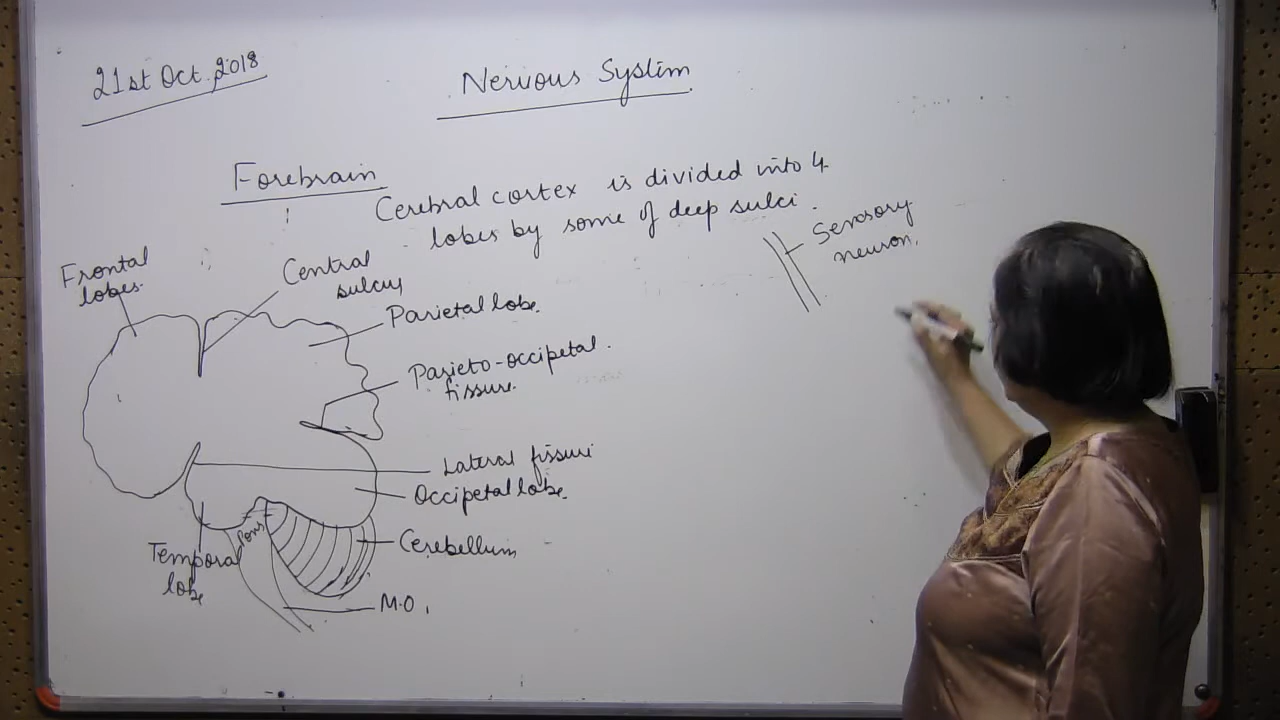 21st Oct. 2018
Nervous System
Forebrain
Cerebral cortex is divided into 4
lobes by some of deep sulci.
Sensory
neuron.
Frontal
lobes.
Central
sulcus
Parietal lobe.
Parieto-occipetal.
fissure.
Lateral fissure
Occipetal lobe.
Cerebellum
Pons
Temporal
lobe
M.O.